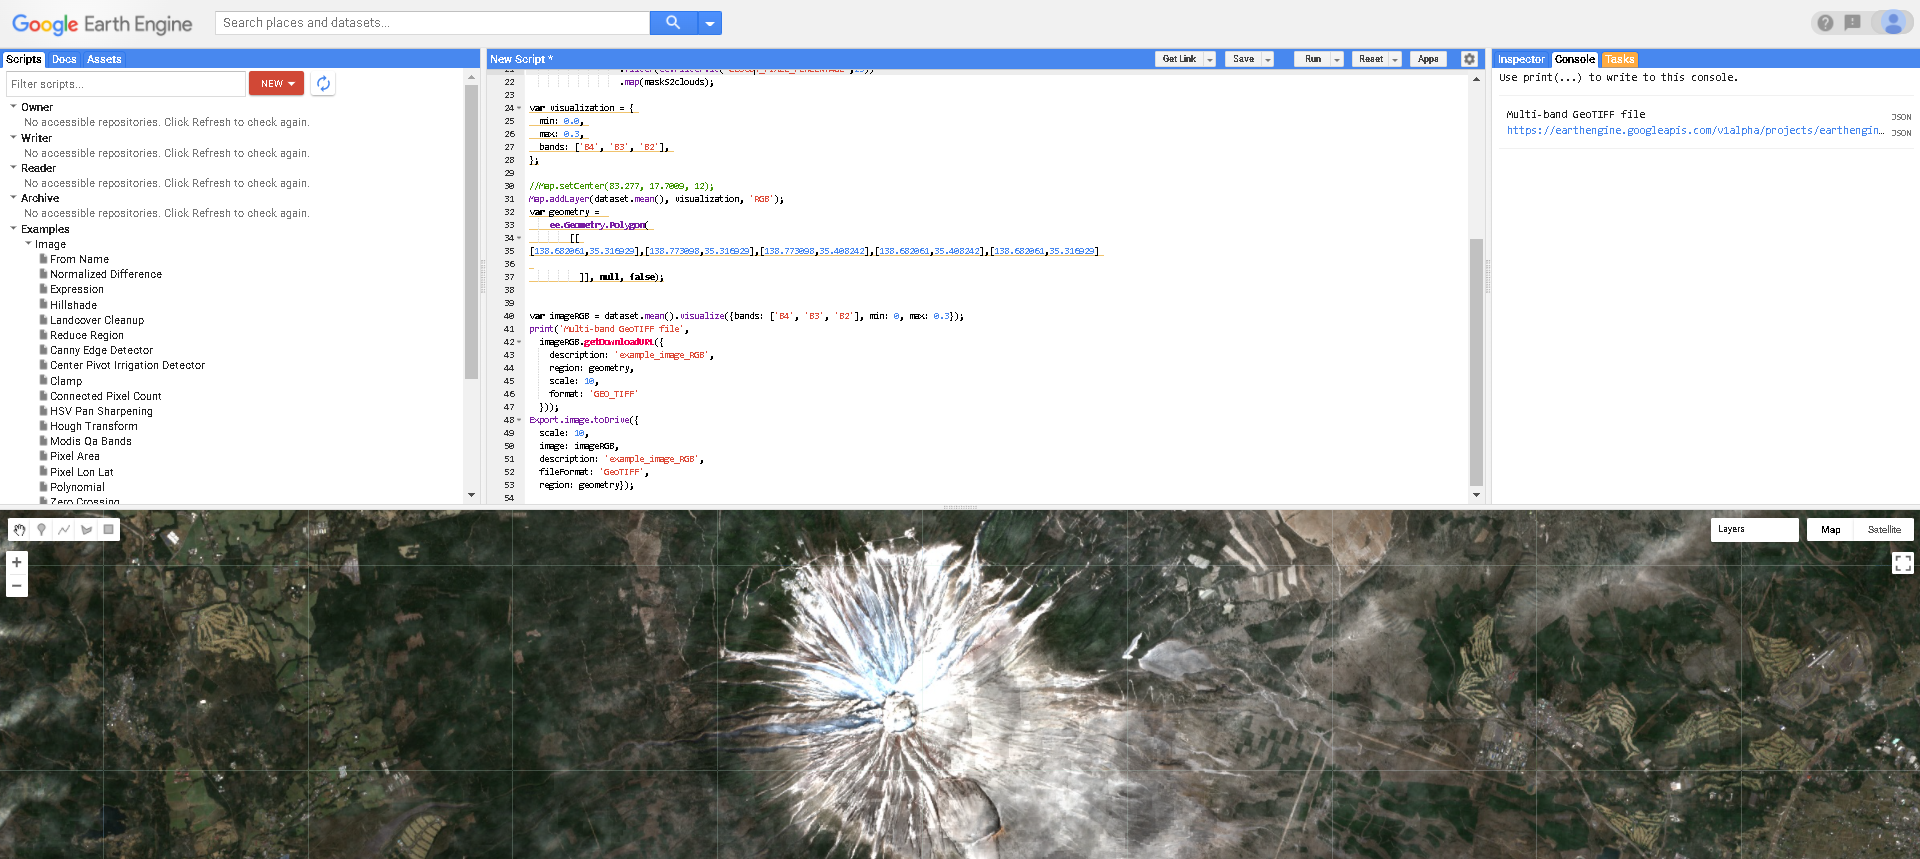 Google Earth Engine
Search places and datasets...
Scripts Docs Assets
Filter scripts...
NEW
Owner
No accessible repositories. Click Refresh to check again.
Writer
No accessible repositories. Click Refresh to check again.
Reader
No accessible repositories. Click Refresh to check again.
Archive
No accessible repositories. Click Refresh to check again.
Examples
Image
From Name
Normalized Difference
Expression
Hillshade
Landcover Cleanup
Reduce Region
Canny Edge Detector
Center Pivot Irrigation Detector
Clamp
Connected Pixel Count
HSV Pan Sharpening
Hough Transform
Modis Qa Bands
Pixel Area
Pixel Lon Lat
Polynomial
Zero Crossing
New Script *
Get Link Save Run Reset Apps
22 .map(maskS2clouds);
23
24 var visualization = {
25 min: 0.0,
26 max: 0.3,
27 bands: ['B4', 'B3', 'B2'],
28 };
29
30 //Map.setCenter(83.277, 17.7009, 12);
31 Map.addLayer(dataset.mean(), visualization, 'RGB');
32 var geometry =
33 ee.Geometry.Polygon(
34 [[
35 [138.682061,35.316929],[138.773098,35.316929],[138.773098,35.408242],[138.682061,35.408242],[138.682061,35.316929]
36
37 ]], null, false);
38
39
40 var imageRGB = dataset.mean().visualize({bands: ['B4', 'B3', 'B2'], min: 0, max: 0.3});
41 print('Multi-band GeoTIFF file',
42 imageRGB.getDownloadURL({
43 description: 'example_image_RGB',
44 region: geometry,
45 scale: 10,
46 format: 'GEO_TIFF'
47 }));
48 Export.image.toDrive({
49 scale: 10,
50 image: imageRGB,
51 description: 'example_image_RGB',
52 fileFormat: 'GeoTIFF',
53 region: geometry});
54
Inspector Console Tasks
Use print(...) to write to this console.
Multi-band GeoTIFF file
JSON
https://earthengine.googleapis.com/v1alpha/projects/earthengin...
JSON
Layers
Map Satellite